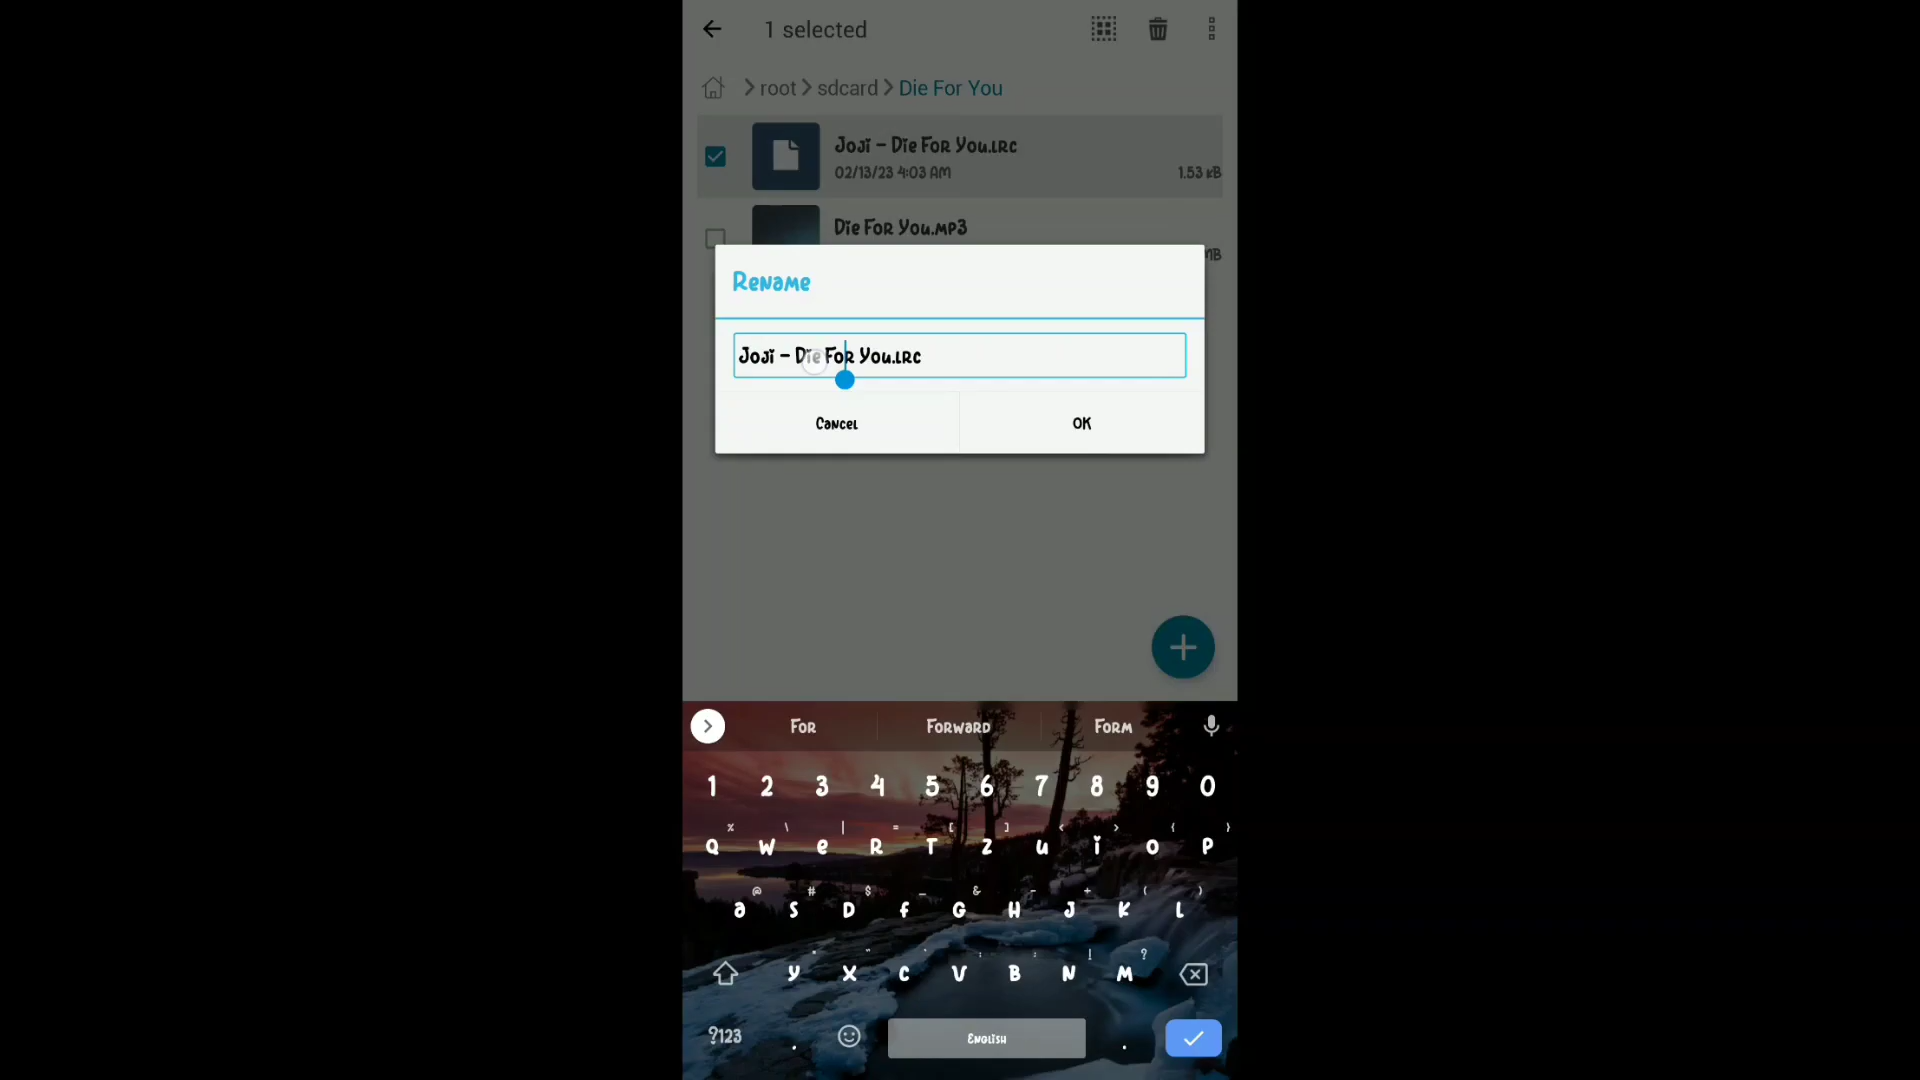 1 selected
root sdcard Die For You
Joji - Die For You.lrc
02/13/23 4:03 AM
1.53 kB
Die For You.mp3
MB
Rename
Joji - Die For You.lrc
Cancel
OK
For Forward Form
1 2 3 4 5 6 7 8 9 0
% \ | = [ ] < > { }
q w e r t z u i o p
@ # $ _ & - + ( )
a s d f g h j k l
! ?
y x c v b n m
?123 . English .